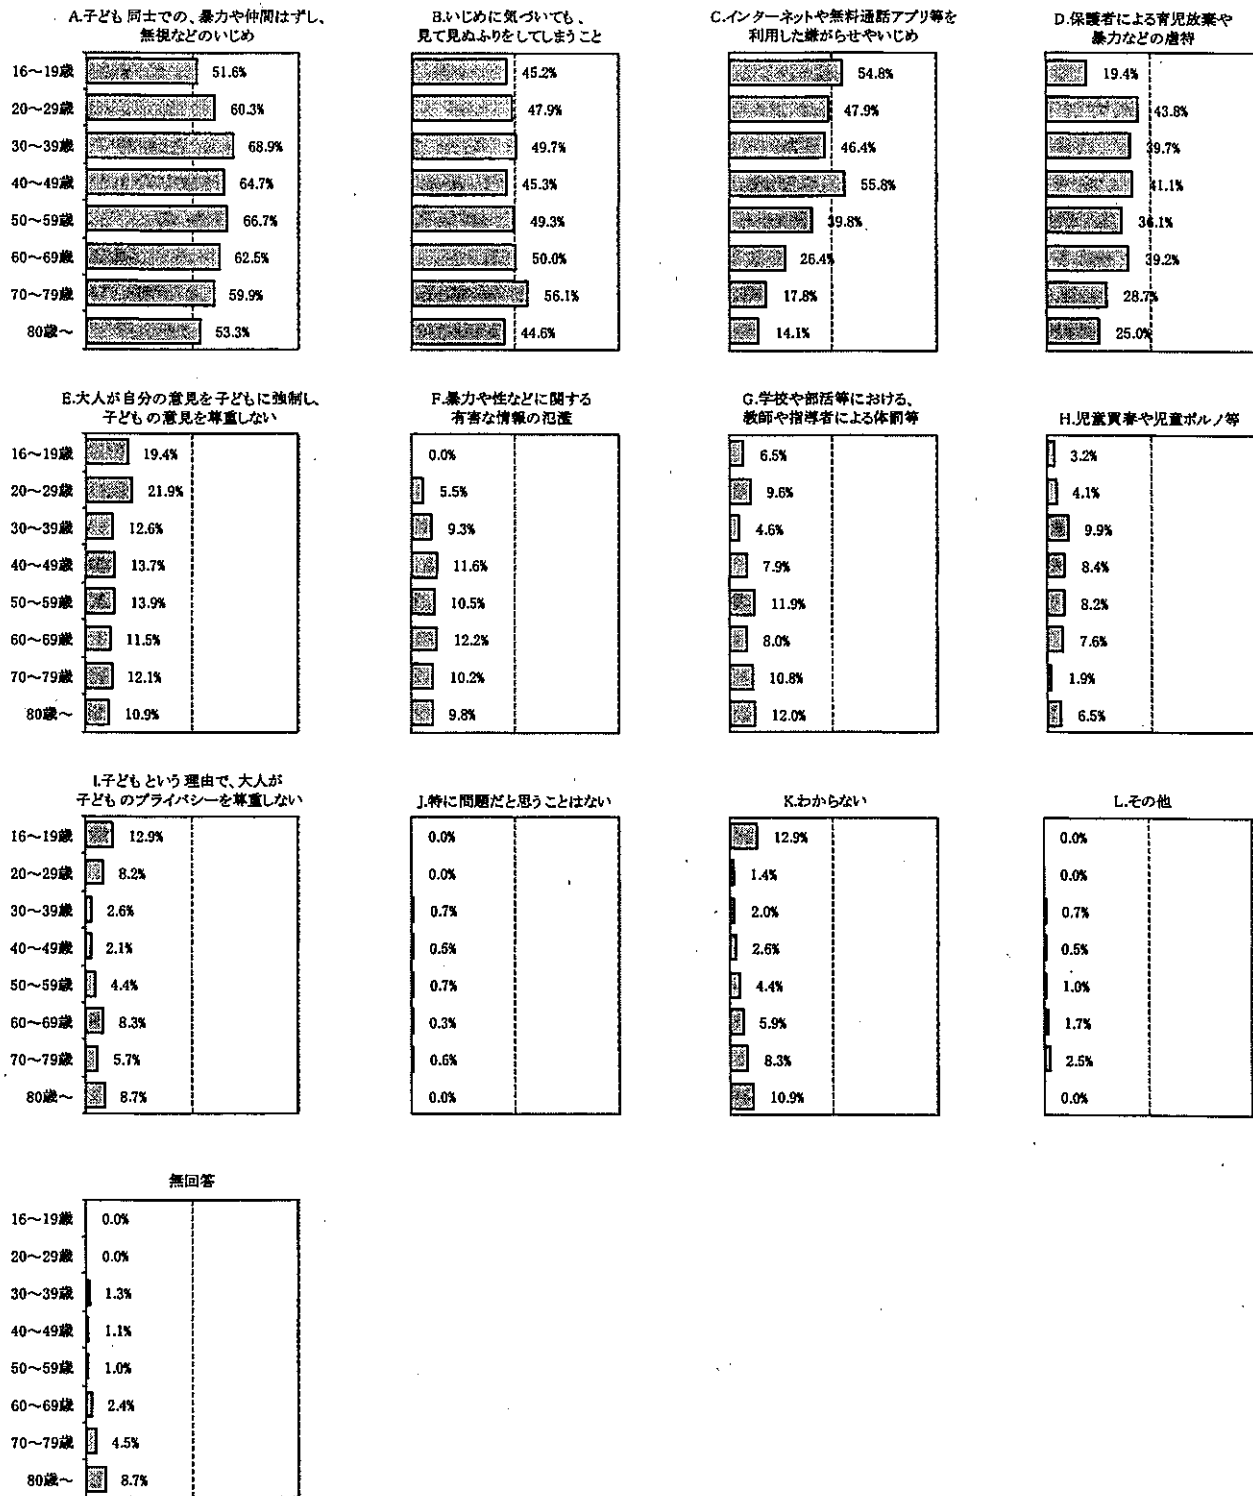 A.子ども同士での、暴力や仲間はずし、
無視などのいじめ
16～19歳 51.6%
20～29歳 60.3%
30～39歳 68.9%
40～49歳 64.7%
50～59歳 66.7%
60～69歳 62.5%
70～79歳 59.9%
80歳～ 53.3%
B.いじめに気づいても、
見て見ぬふりをしてしまうこと
45.2%
47.9%
49.7%
45.3%
49.3%
50.0%
56.1%
44.6%
C.インターネットや無料通話アプリ等を
利用した嫌がらせやいじめ
54.8%
47.9%
46.4%
55.8%
39.8%
26.4%
17.8%
14.1%
D.保護者による育児放棄や
暴力などの虐待
19.4%
43.8%
39.7%
41.1%
36.1%
39.2%
28.7%
25.0%
E.大人が自分の意見を子どもに強制し、
子どもの意見を尊重しない
16～19歳 19.4%
20～29歳 21.9%
30～39歳 12.6%
40～49歳 13.7%
50～59歳 13.9%
60～69歳 11.5%
70～79歳 12.1%
80歳～ 10.9%
F.暴力や性などに関する
有害な情報の氾濫
0.0%
5.5%
9.3%
11.6%
10.5%
12.2%
10.2%
9.8%
G.学校や部活等における、
教師や指導者による体罰等
6.5%
9.6%
4.6%
7.9%
11.9%
8.0%
10.8%
12.0%
H.児童買春や児童ポルノ等
3.2%
4.1%
9.9%
8.4%
8.2%
7.6%
1.9%
6.5%
I.子どもという理由で、大人が
子どものプライバシーを尊重しない
16～19歳 12.9%
20～29歳 8.2%
30～39歳 2.6%
40～49歳 2.1%
50～59歳 4.4%
60～69歳 8.3%
70～79歳 5.7%
80歳～ 8.7%
J.特に問題だと思うことはない
0.0%
0.0%
0.7%
0.5%
0.7%
0.3%
0.6%
0.0%
K.わからない
12.9%
1.4%
2.0%
2.6%
4.4%
5.9%
8.3%
10.9%
L.その他
0.0%
0.0%
0.7%
0.5%
1.0%
1.7%
2.5%
0.0%
無回答
16～19歳 0.0%
20～29歳 0.0%
30～39歳 1.3%
40～49歳 1.1%
50～59歳 1.0%
60～69歳 2.4%
70～79歳 4.5%
80歳～ 8.7%